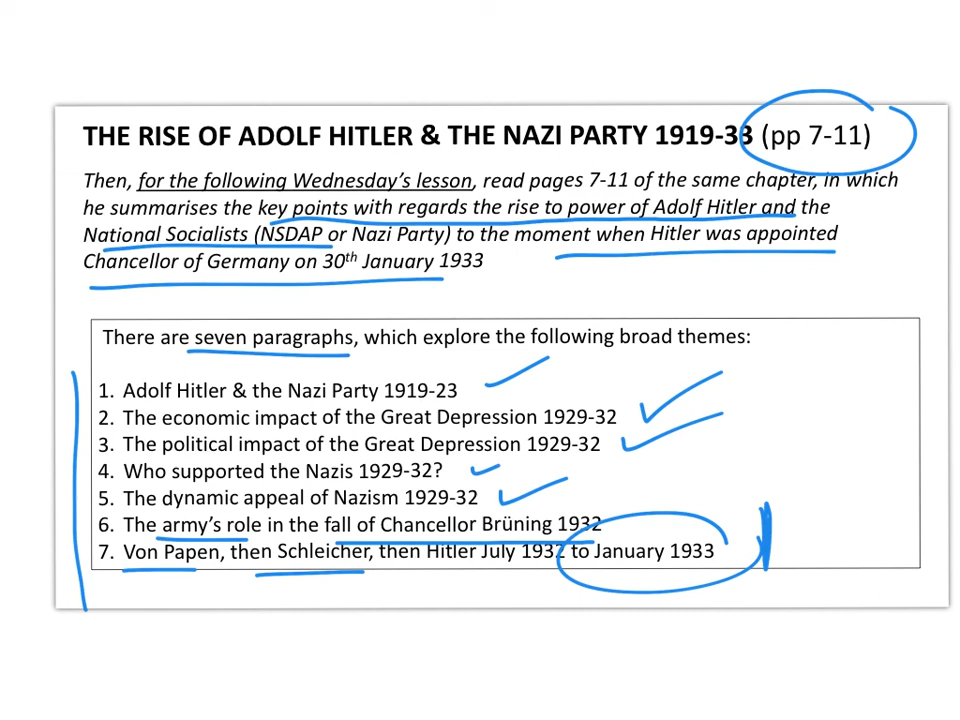 THE RISE OF ADOLF HITLER & THE NAZI PARTY 1919-33 (pp 7-11)
Then, for the following Wednesday's lesson, read pages 7-11 of the same chapter, in which
he summarises the key points with regards the rise to power of Adolf Hitler and the
National Socialists (NSDAP or Nazi Party) to the moment when Hitler was appointed
Chancellor of Germany on 30th January 1933
There are seven paragraphs, which explore the following broad themes:
1. Adolf Hitler & the Nazi Party 1919-23
2. The economic impact of the Great Depression 1929-32
3. The political impact of the Great Depression 1929-32
4. Who supported the Nazis 1929-32?
5. The dynamic appeal of Nazism 1929-32
6. The army's role in the fall of Chancellor Brüning 1932
7. Von Papen, then Schleicher, then Hitler July 1932 to January 1933